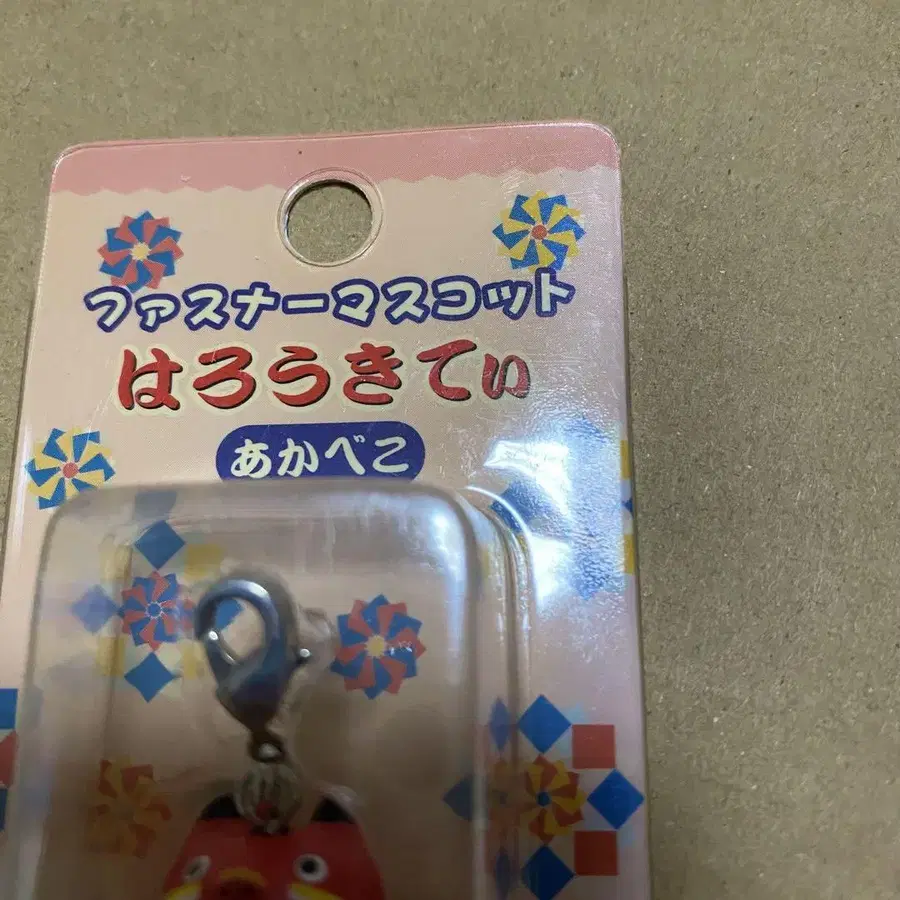 ファスナーマスコット
はろうきてぃ
あかべこ